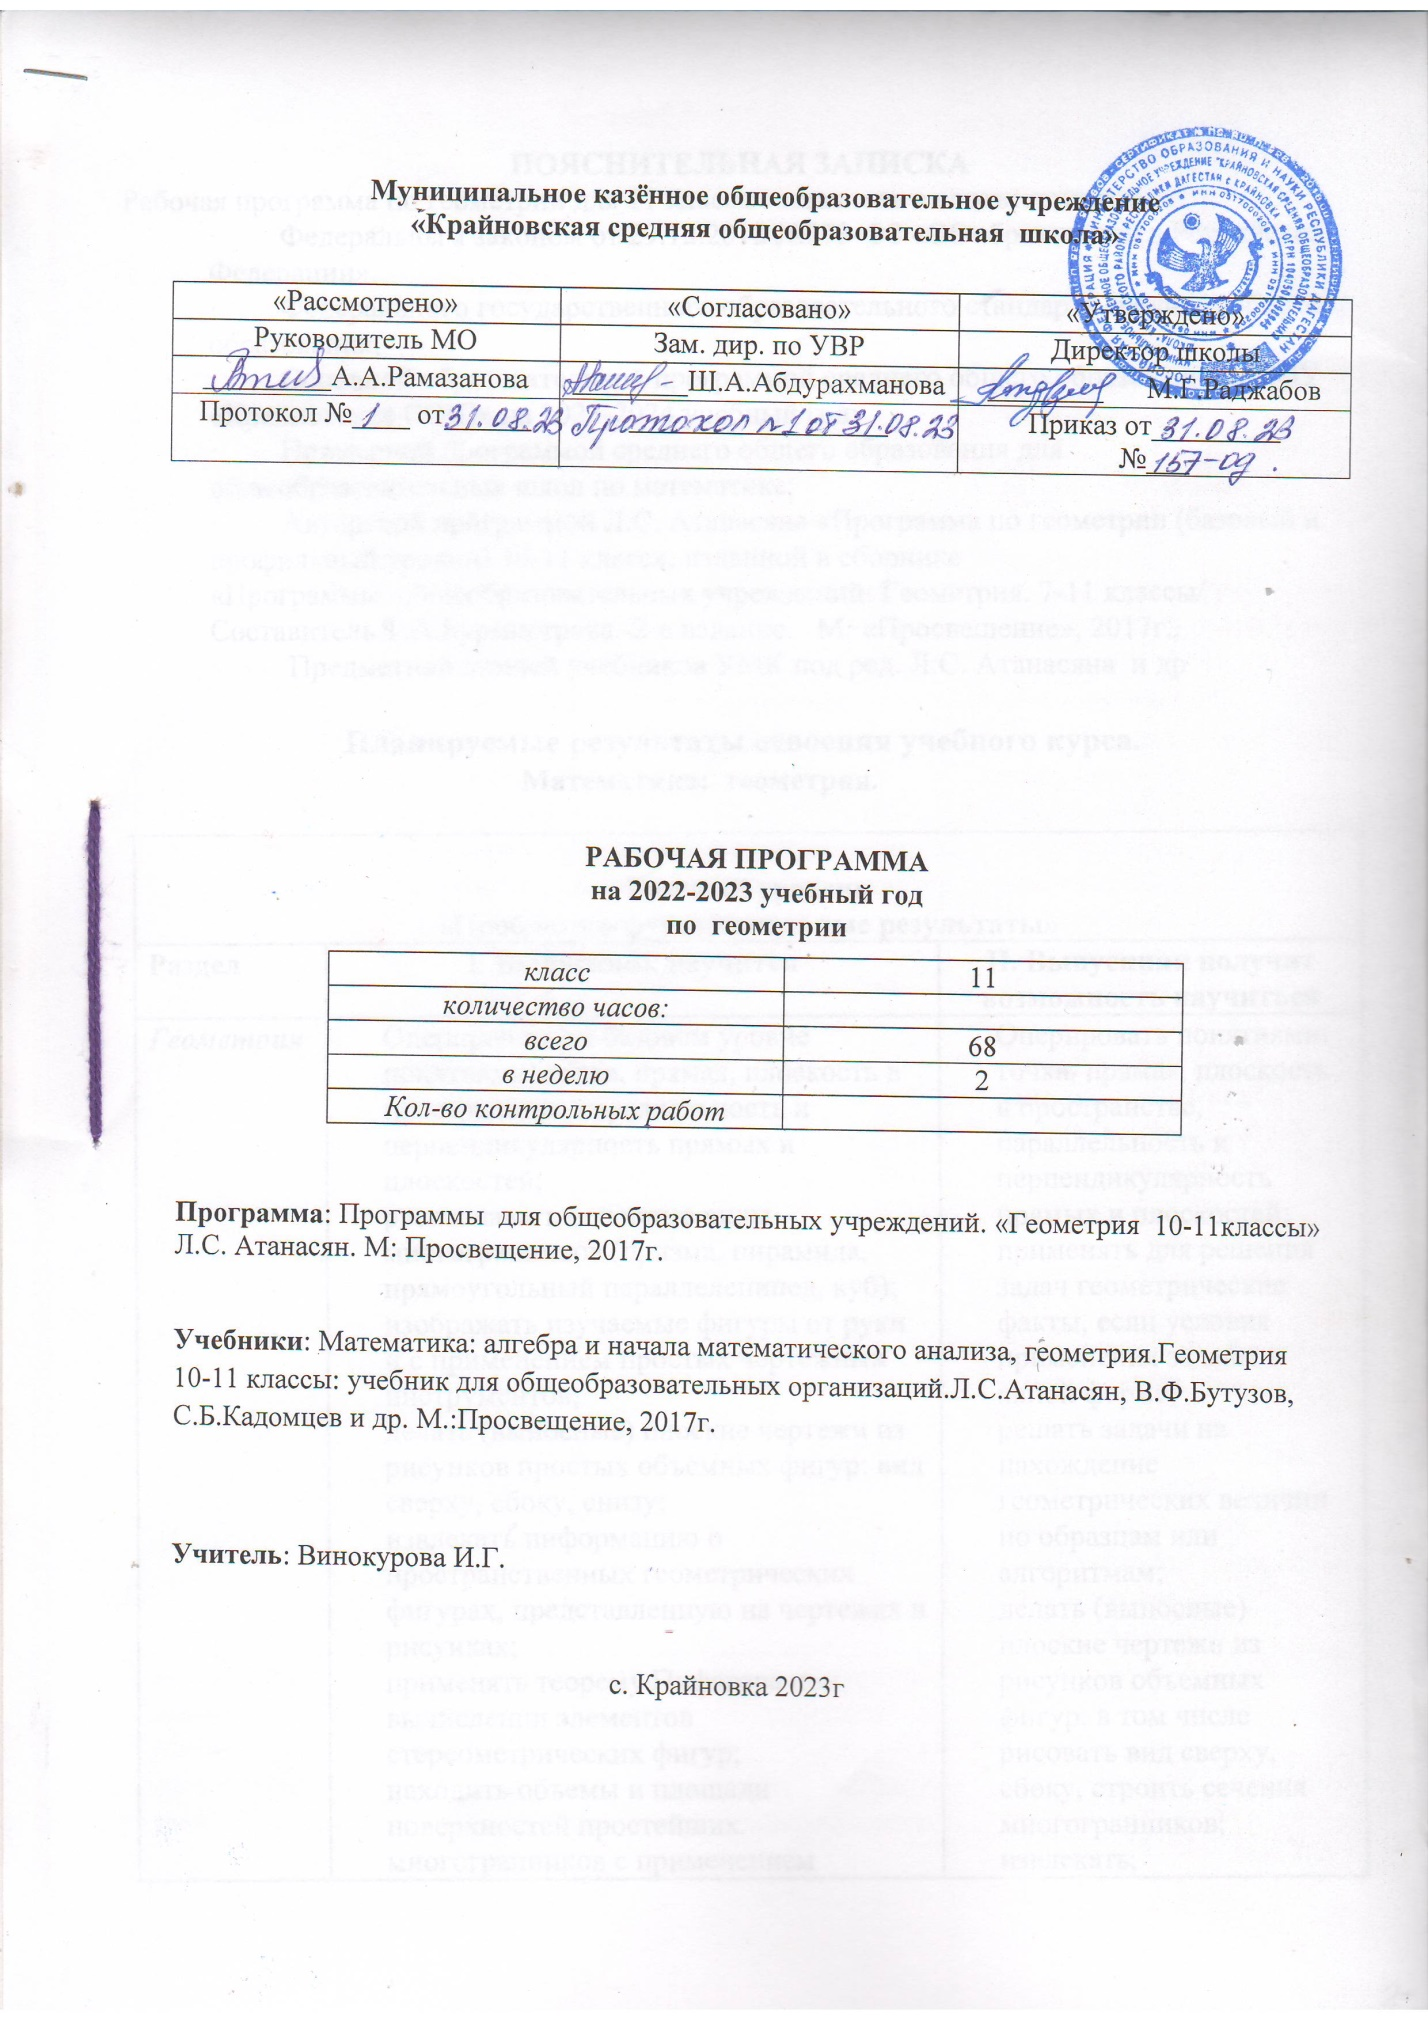 Муниципальное казённое общеобразовательное учреждение
«Крайновская средняя общеобразовательная школа»
«Рассмотрено» «Согласовано» «Утверждено»
Руководитель МО Зам. дир. по УВР Директор школы
А.А.Рамазанова Ш.А.Абдурахманова М.Г.Раджабов
Протокол № 1 от 31.08.23 Протокол №1 от 31.08.23 Приказ от 31.08.23
№ 157-од.
РАБОЧАЯ ПРОГРАММА
на 2022-2023 учебный год
по геометрии
класс 11
количество часов:
всего 68
в неделю 2
Кол-во контрольных работ
Программа: Программы для общеобразовательных учреждений. «Геометрия 10-11классы»
Л.С. Атанасян. М: Просвещение, 2017г.
Учебники: Математика: алгебра и начала математического анализа, геометрия.Геометрия
10-11 классы: учебник для общеобразовательных организаций.Л.С.Атанасян, В.Ф.Бутузов,
С.Б.Кадомцев и др. М.:Просвещение, 2017г.
Учитель: Винокурова И.Г.
с. Крайновка 2023г